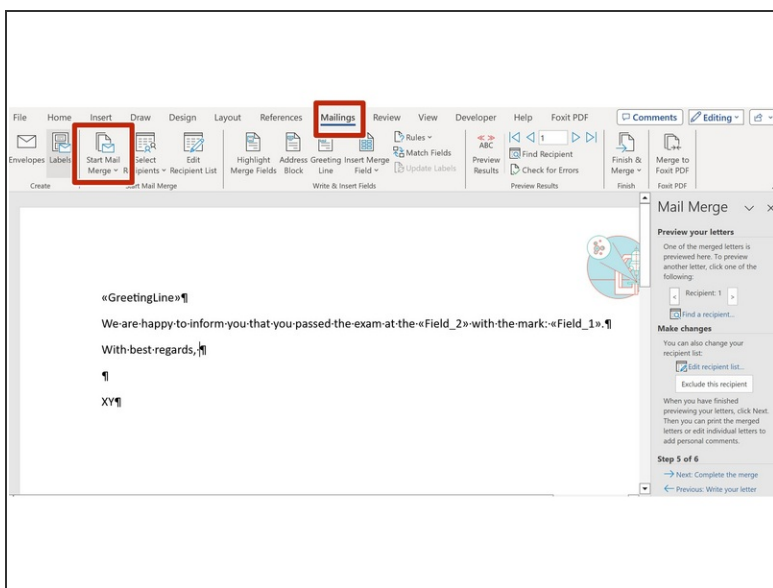 File Home Insert Draw Design Layout References Mailings Review View Developer Help Foxit PDF Comments Editing
Envelopes Labels Start Mail Merge Select Recipients Edit Recipient List Highlight Merge Fields Address Block Greeting Line Insert Merge Field Rules Match Fields Update Labels «» ABC Preview Results 1 Find Recipient Check for Errors Finish & Merge Merge to Foxit PDF
Create Start Mail Merge Write & Insert Fields Preview Results Finish Foxit PDF
«GreetingLine»¶
We·are·happy·to·inform·you·that·you·passed·the·exam·at·the·«Field_2»·with·the·mark:·«Field_1».¶
With·best·regards,·¶
¶
XY¶
Mail Merge
Preview your letters
One of the merged letters is
previewed here. To preview
another letter, click one of the
following:
< Recipient: 1 >
Find a recipient...
Make changes
You can also change your
recipient list:
Edit recipient list...
Exclude this recipient
When you have finished
previewing your letters, click Next.
Then you can print the merged
letters or edit individual letters to
add personal comments.
Step 5 of 6
→ Next: Complete the merge
← Previous: Write your letter